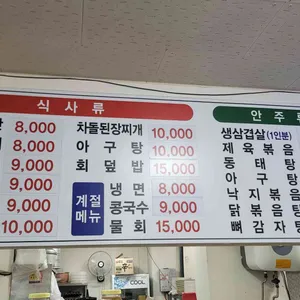 식사류
8,000
8,000
9,000
9,000
10,000
차돌된장찌개 10,000
아구탕 10,000
회덮밥 15,000
계절메뉴
냉면 8,000
콩국수 9,000
물회 15,000
안주
생삼겹살(1인분)
제육볶음
동태탕
아구탕
낙지볶음
닭볶음탕
뼈감자탕
COOL